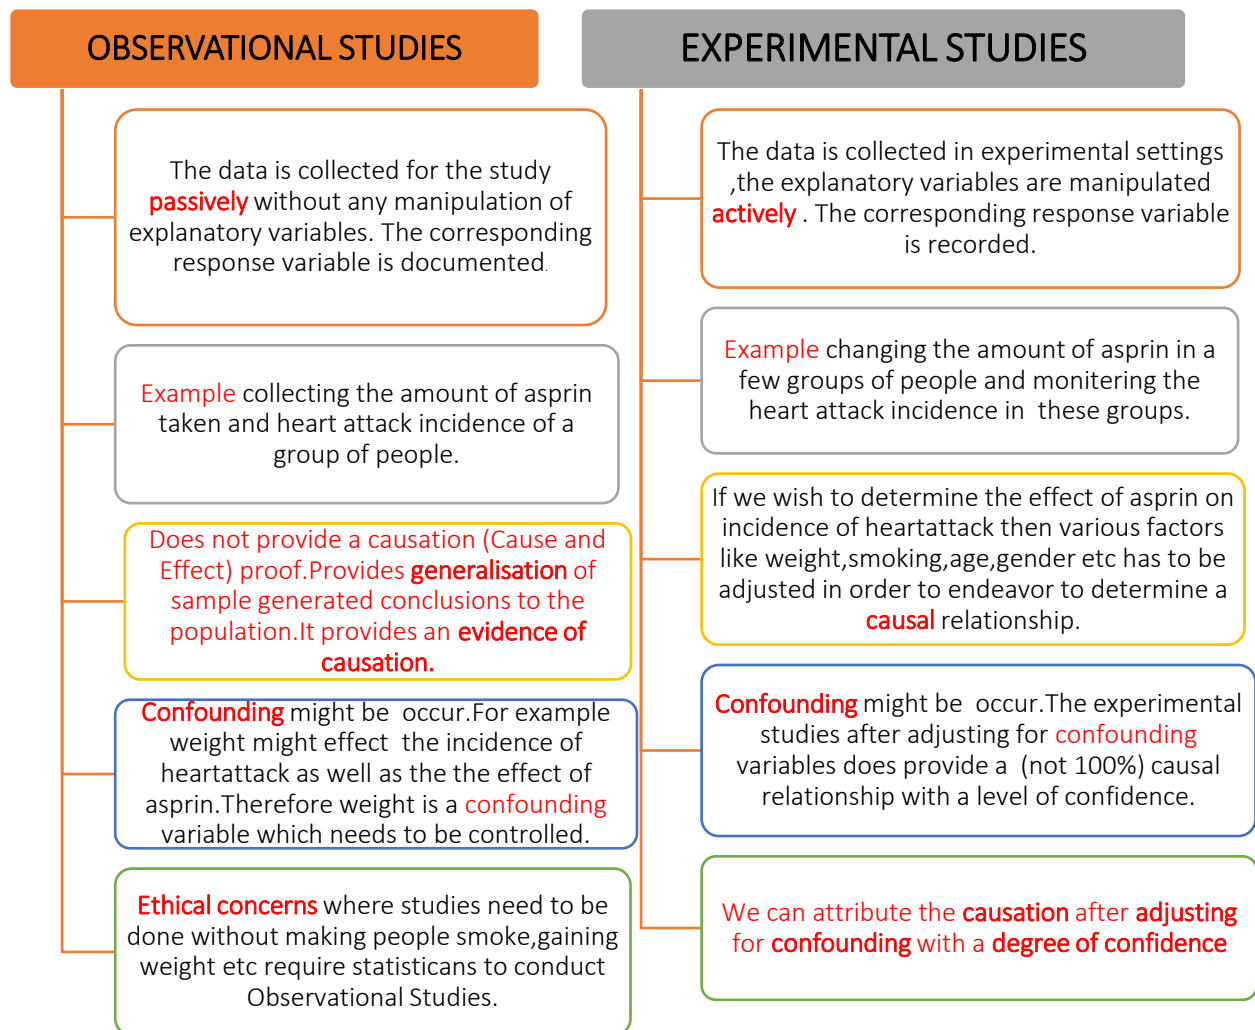 OBSERVATIONAL STUDIES
The data is collected for the study
passively without any manipulation of
explanatory variables. The corresponding
response variable is documented.
Example collecting the amount of asprin
taken and heart attack incidence of a
group of people.
Does not provide a causation (Cause and
Effect) proof.Provides generalisation of
sample generated conclusions to the
population.It provides an evidence of
causation.
Confounding might be  occur.For example
weight might effect  the incidence of
heartattack as well as the the effect of
asprin.Therefore weight is a confounding
variable which needs to be controlled.
Ethical concerns where studies need to be
done without making people smoke,gaining
weight etc require statisticans to conduct
Observational Studies.
EXPERIMENTAL STUDIES
The data is collected in experimental settings
,the explanatory variables are manipulated
actively . The corresponding response variable
is recorded.
Example changing the amount of asprin in a
few groups of people and monitering the
heart attack incidence in  these groups.
If we wish to determine the effect of asprin on
incidence of heartattack then various factors
like weight,smoking,age,gender etc has to be
adjusted in order to endeavor to determine a
causal relationship.
Confounding might be  occur.The experimental
studies after adjusting for confounding
variables does provide a  (not 100%) causal
relationship with a level of confidence.
We can attribute the causation after adjusting
for confounding with a degree of confidence